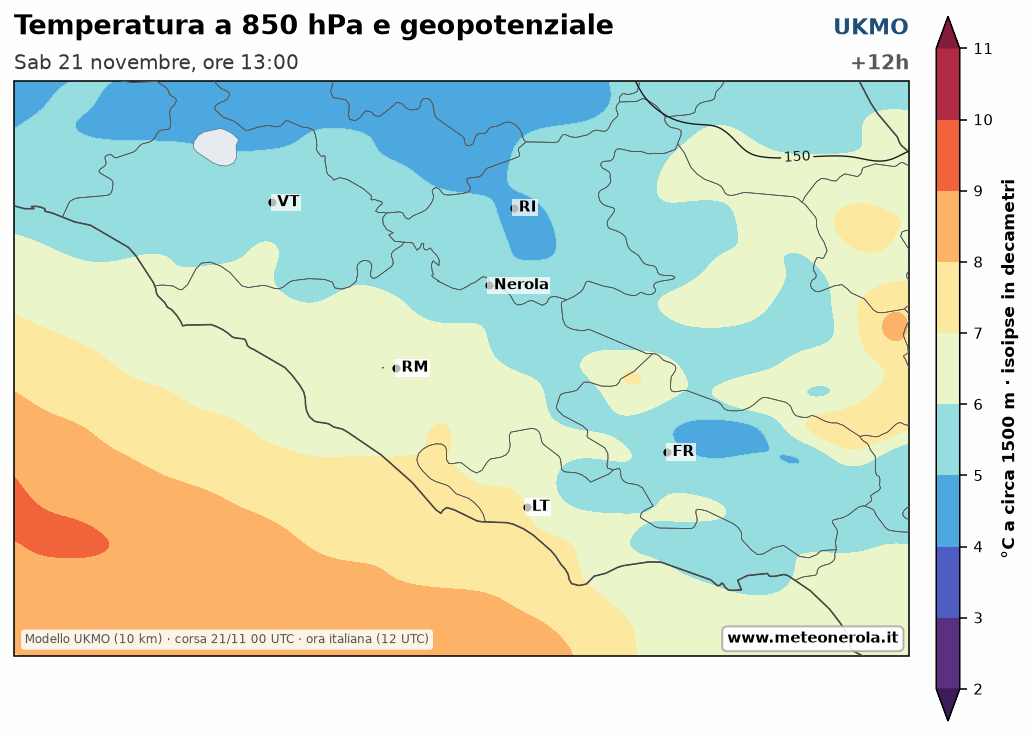 Temperatura a 850 hPa e geopotenziale
UKMO
Sab 21 novembre, ore 13:00
+12h
150
VT
RI
Nerola
RM
FR
LT
Modello UKMO (10 km) · corsa 21/11 00 UTC · ora italiana (12 UTC)
www.meteonerola.it
11
10
9
8
7
6
5
4
3
2
°C a circa 1500 m · isoipse in decametri